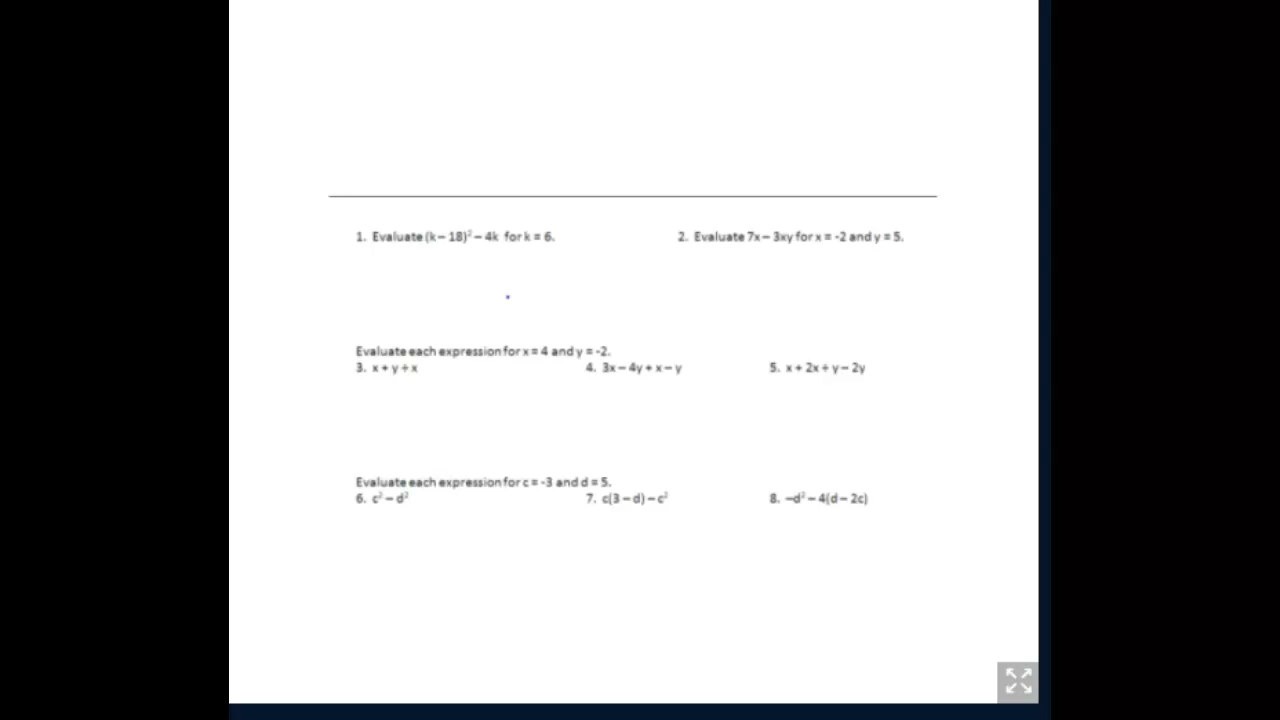 1. Evaluate (k – 18)² – 4k for k = 6.
2. Evaluate 7x – 3xy for x = -2 and y = 5.
Evaluate each expression for x = 4 and y = -2.
3. x + y ÷ x
4. 3x – 4y + x – y
5. x + 2x ÷ y – 2y
Evaluate each expression for c = -3 and d = 5.
6. c² – d²
7. c(3 – d) – c²
8. –d² – 4(d – 2c)